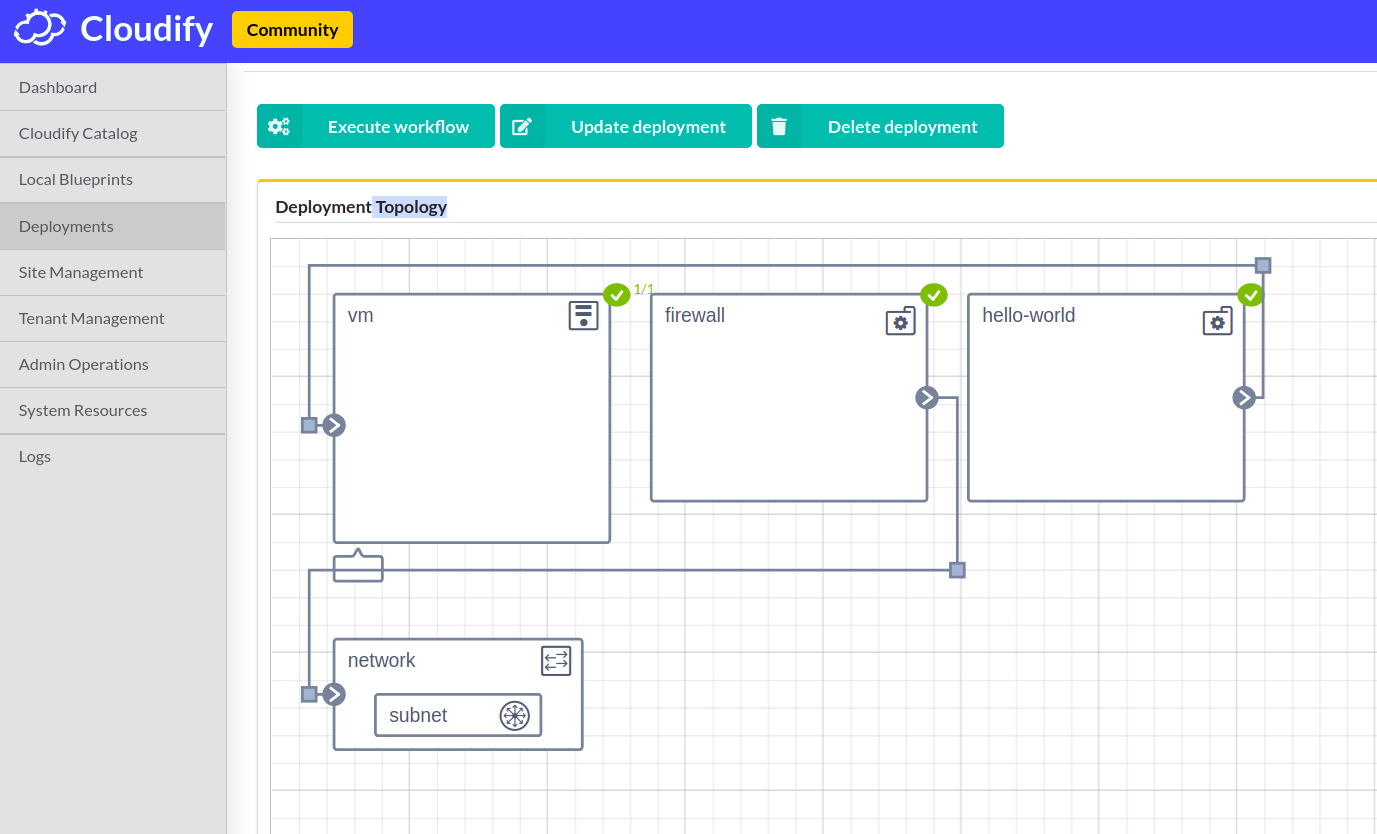 Cloudify Community
Dashboard
Cloudify Catalog
Local Blueprints
Deployments
Site Management
Tenant Management
Admin Operations
System Resources
Logs
Execute workflow
Update deployment
Delete deployment
Deployment Topology
vm
1/1
firewall
hello-world
network
subnet